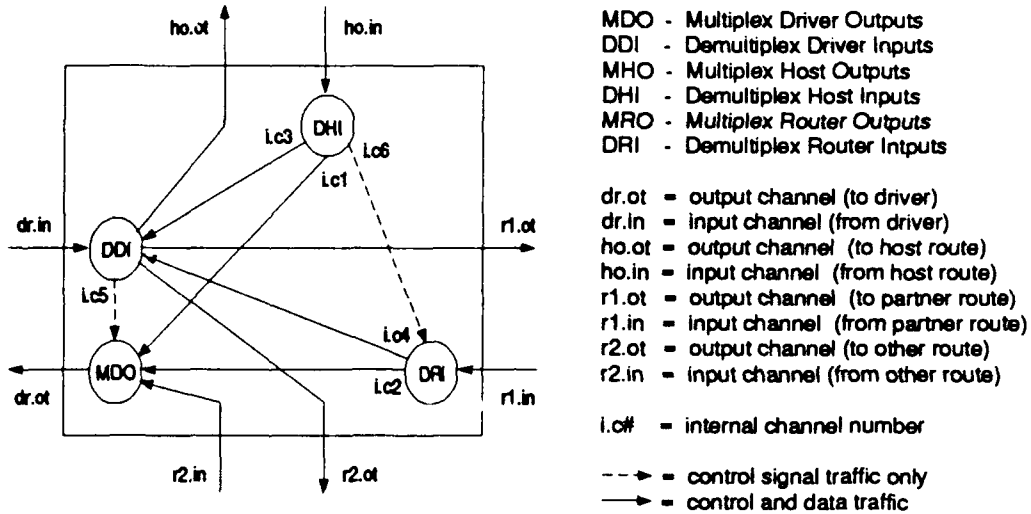 ho.ot
ho.in
DHI
i.c3
i.c6
i.c1
dr.in
r1.ot
DDI
i.c5
i.c4
MDO
DRI
i.c2
dr.ot
r1.in
r2.in
r2.ot
MDO - Multiplex Driver Outputs
DDI - Demultiplex Driver Inputs
MHO - Multiplex Host Outputs
DHI - Demultiplex Host Inputs
MRO - Multiplex Router Outputs
DRI - Demultiplex Router Intputs
dr.ot = output channel (to driver)
dr.in = input channel (from driver)
ho.ot = output channel (to host route)
ho.in = input channel (from host route)
r1.ot = output channel (to partner route)
r1.in = input channel (from partner route)
r2.ot = output channel (to other route)
r2.in = input channel (from other route)
i.c# = internal channel number
= control signal traffic only
= control and data traffic